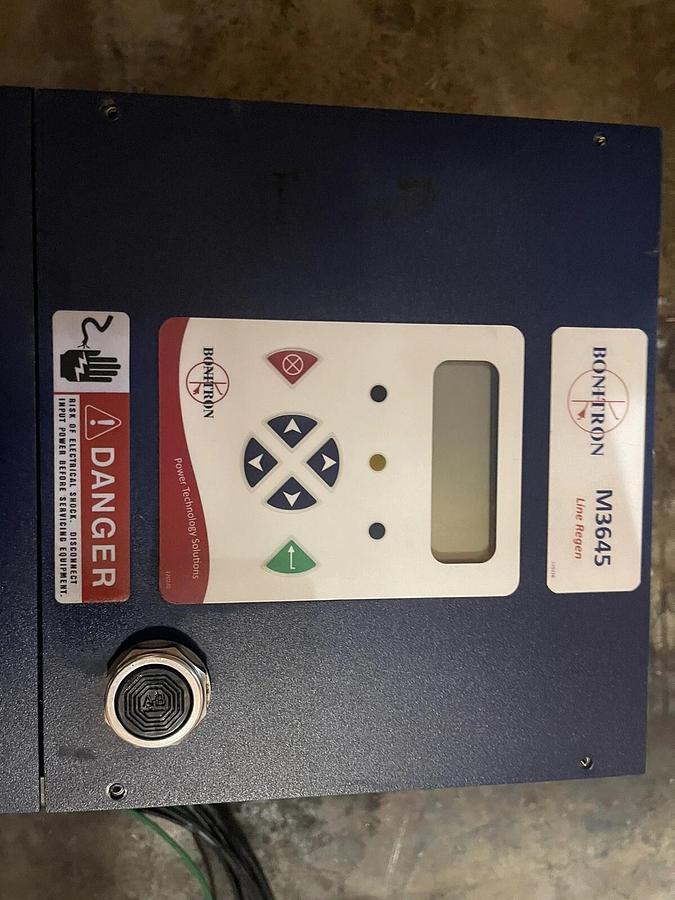 BONITRON
M3645
Line Regen
BONITRON
Power Technology Solutions
DANGER
RISK OF ELECTRICAL SHOCK. DISCONNECT
INPUT POWER BEFORE SERVICING EQUIPMENT.
A-B